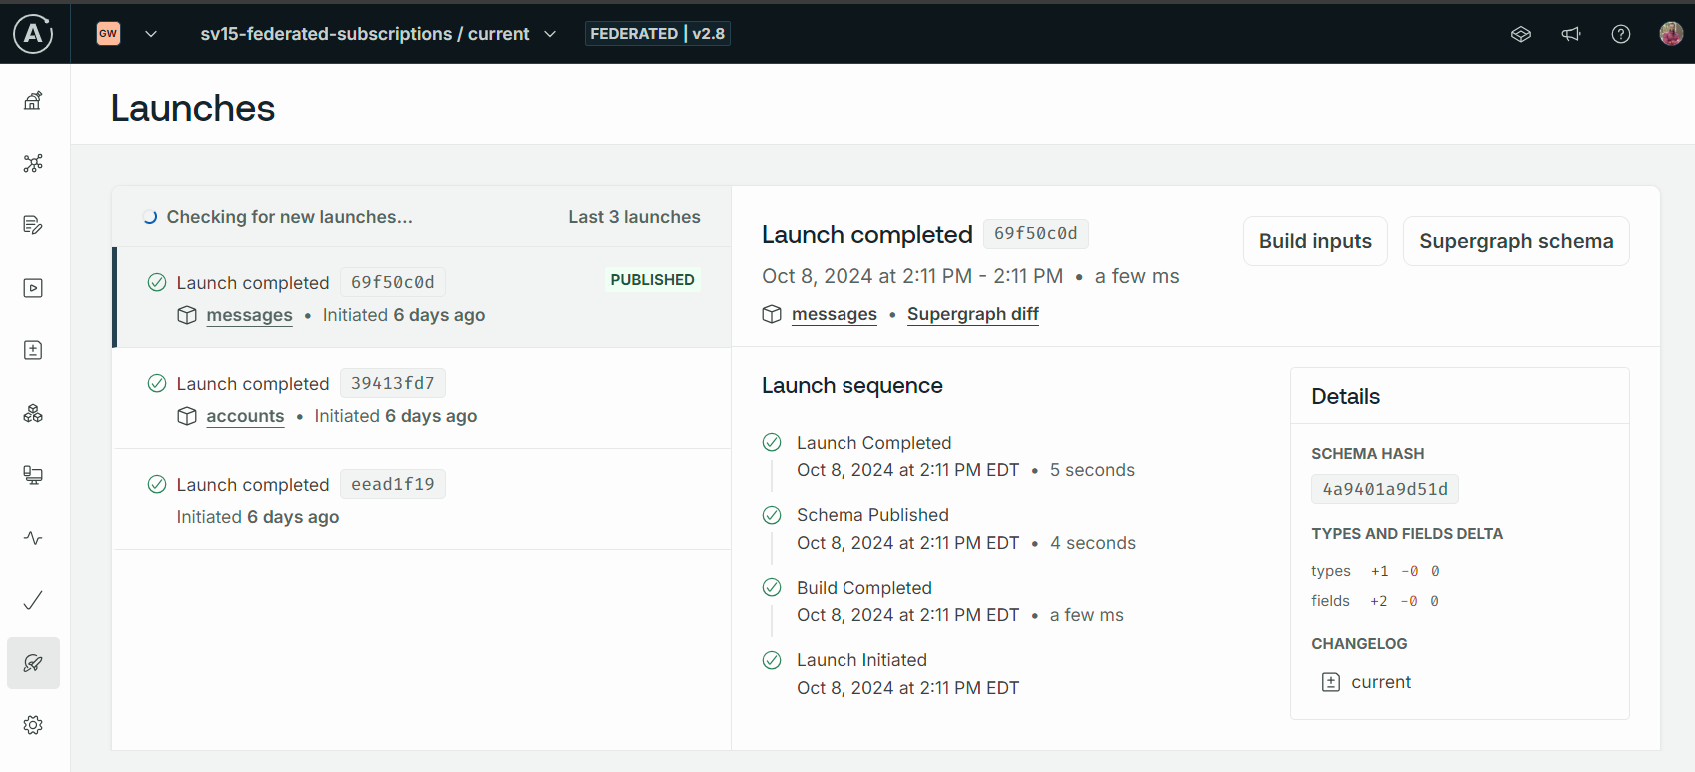 A
GW
sv15-federated-subscriptions / current
FEDERATED | v2.8
Launches
Checking for new launches...
Last 3 launches
Launch completed 69f50c0d
PUBLISHED
messages • Initiated 6 days ago
Launch completed 39413fd7
accounts • Initiated 6 days ago
Launch completed eead1f19
Initiated 6 days ago
Launch completed 69f50c0d
Build inputs
Supergraph schema
Oct 8, 2024 at 2:11 PM - 2:11 PM • a few ms
messages • Supergraph diff
Launch sequence
Launch Completed
Oct 8, 2024 at 2:11 PM EDT • 5 seconds
Schema Published
Oct 8, 2024 at 2:11 PM EDT • 4 seconds
Build Completed
Oct 8, 2024 at 2:11 PM EDT • a few ms
Launch Initiated
Oct 8, 2024 at 2:11 PM EDT
Details
SCHEMA HASH
4a9401a9d51d
TYPES AND FIELDS DELTA
types +1 -0 0
fields +2 -0 0
CHANGELOG
current